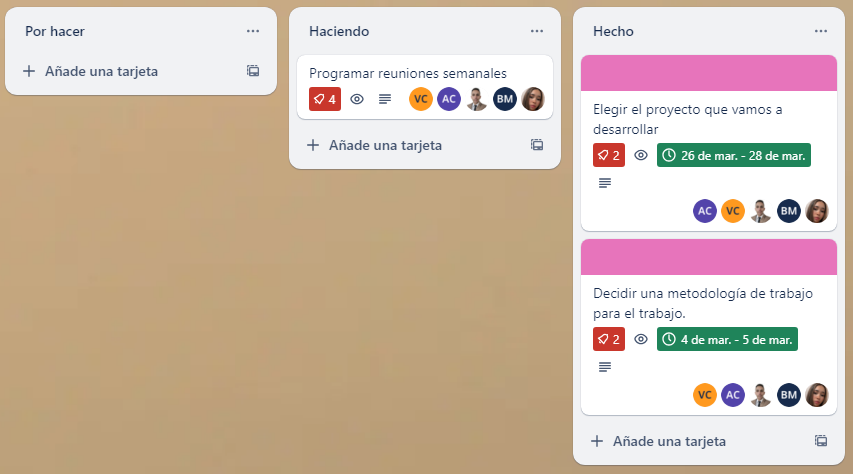 Por hacer
Añade una tarjeta
Haciendo
Programar reuniones semanales
4
VC AC BM
Añade una tarjeta
Hecho
Elegir el proyecto que vamos a
desarrollar
2
26 de mar. - 28 de mar.
AC VC BM
Decidir una metodología de trabajo
para el trabajo.
2
4 de mar. - 5 de mar.
VC AC BM
Añade una tarjeta